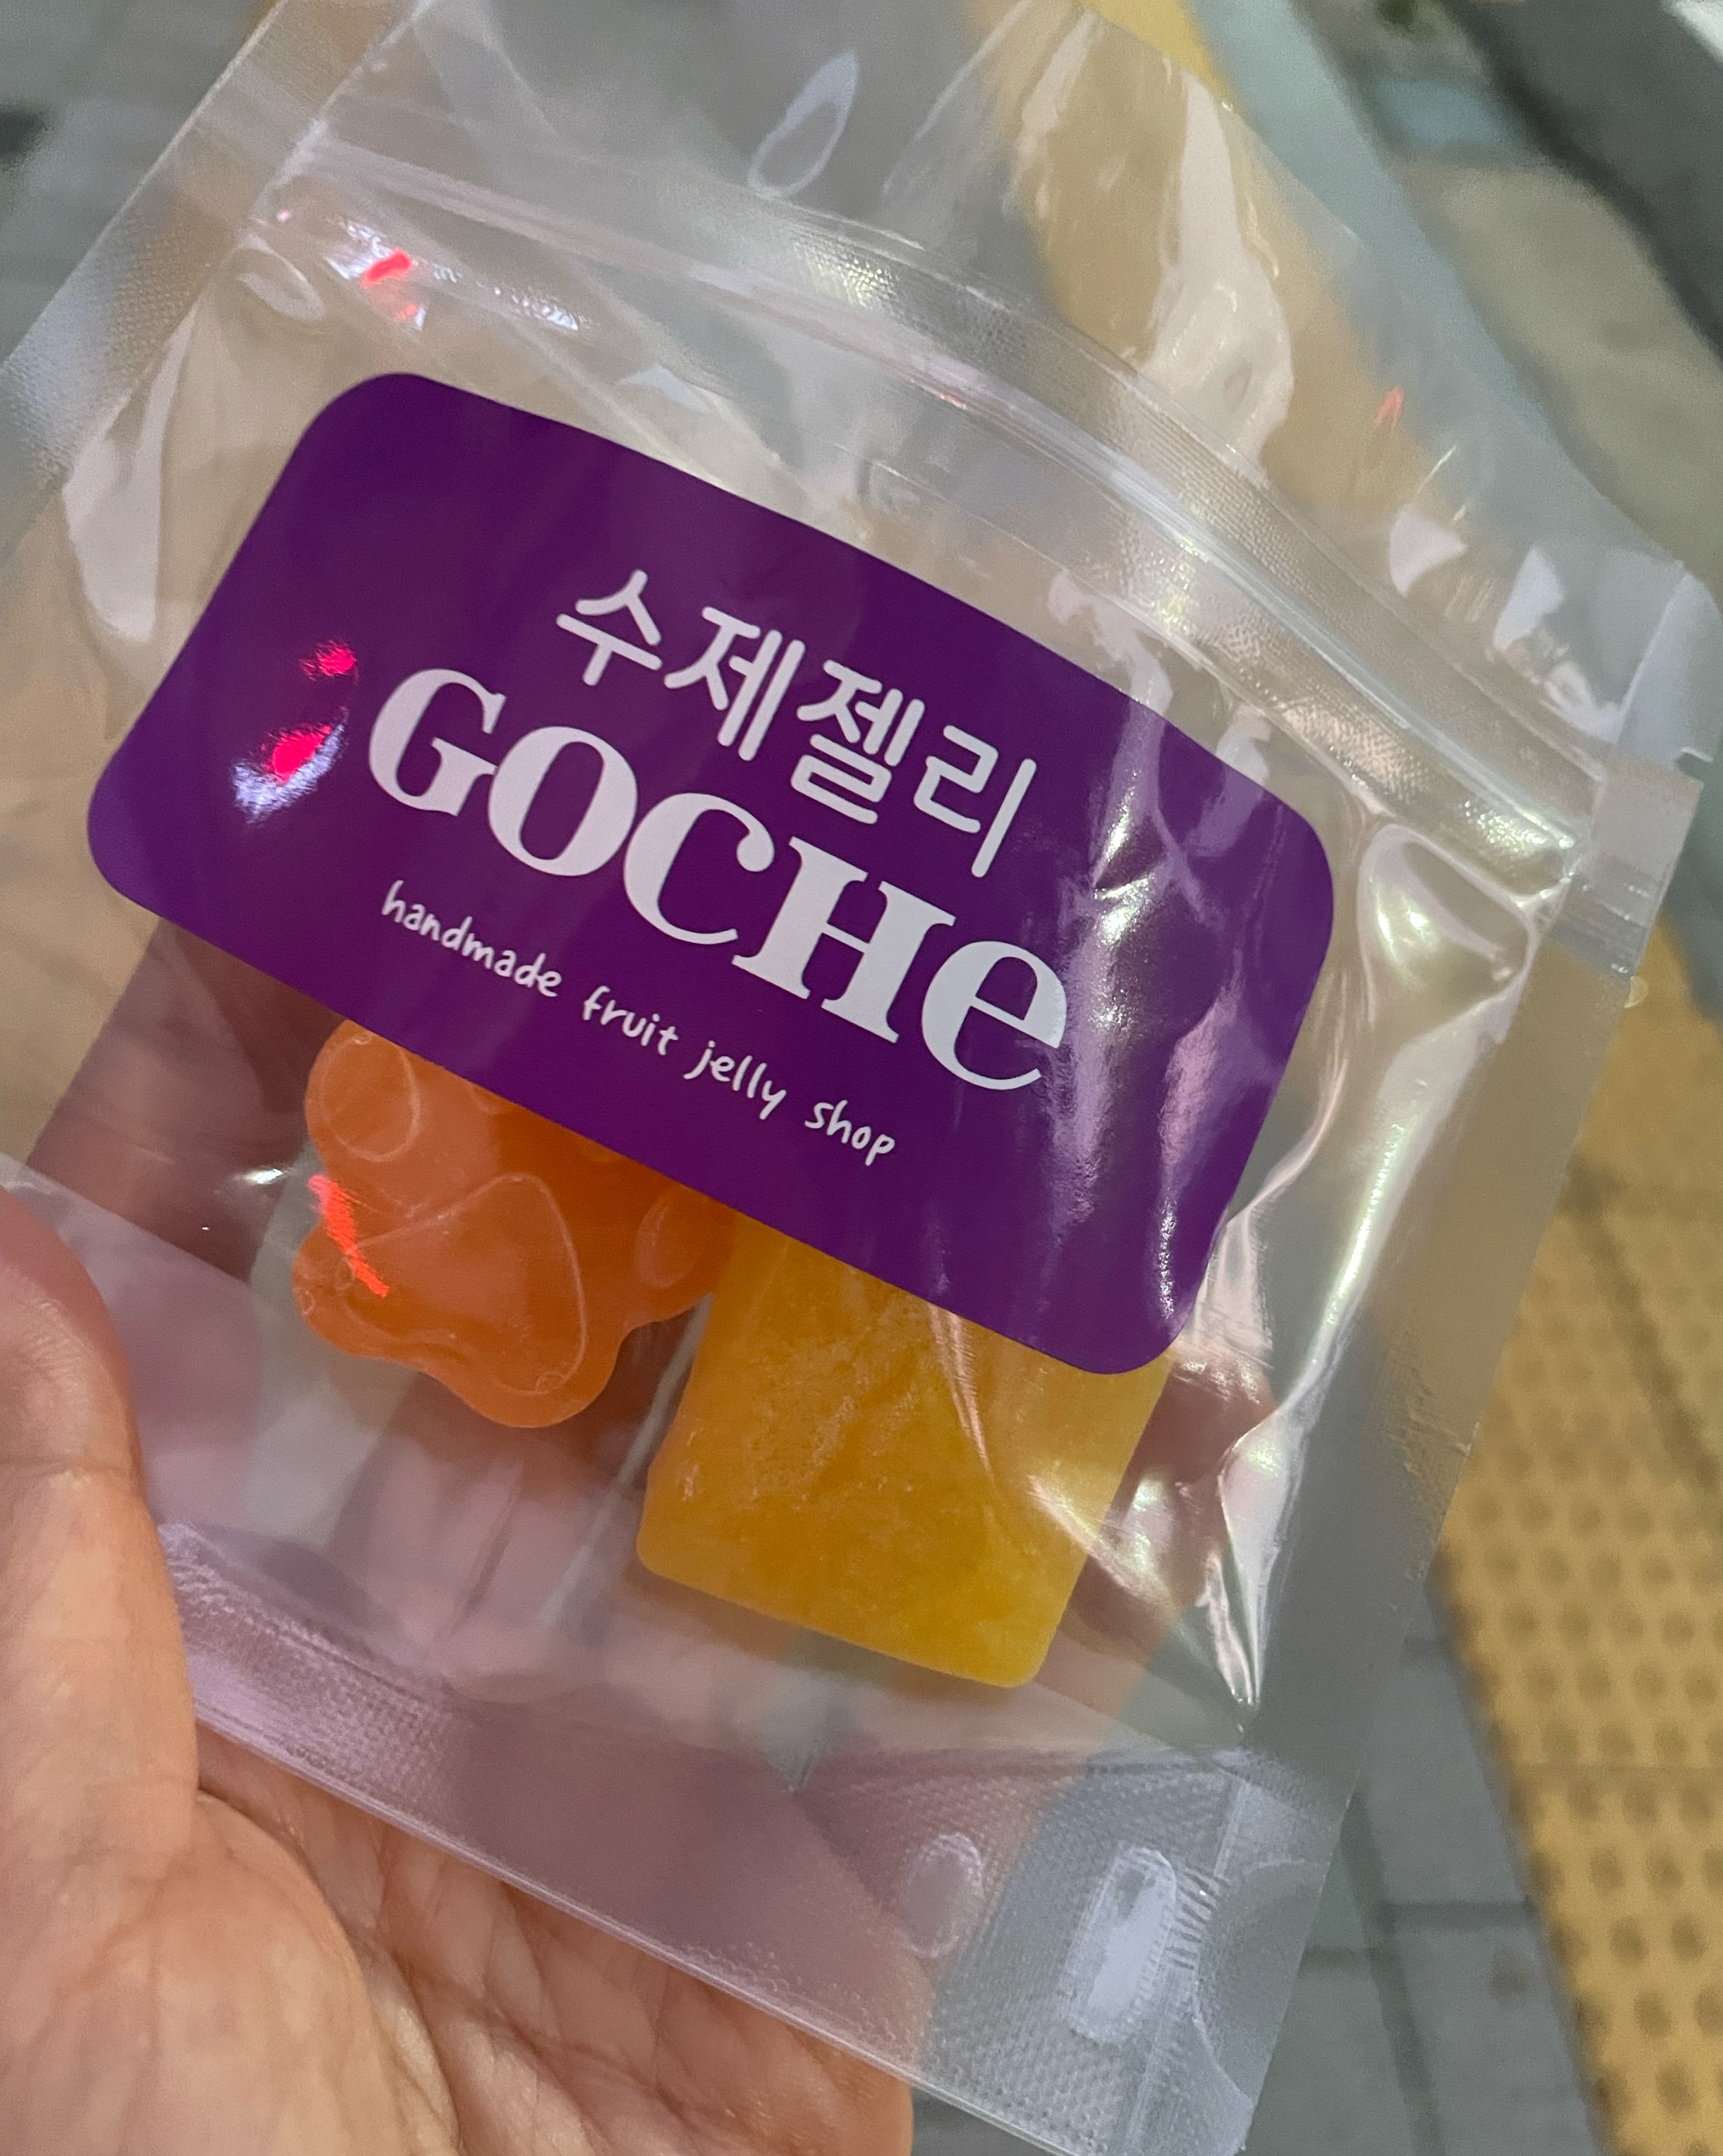 수제젤리
GOCHe
handmade fruit jelly shop